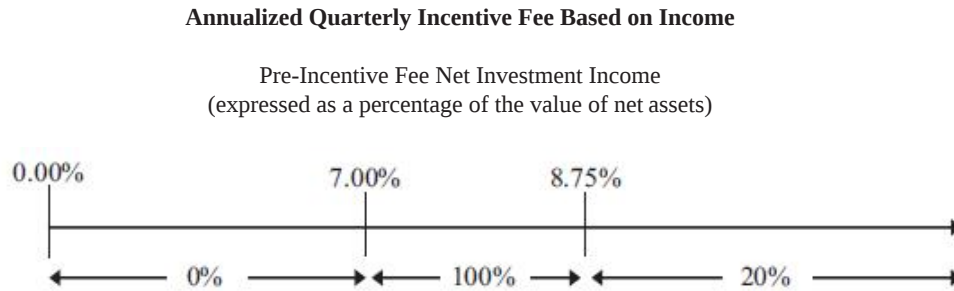 Annualized Quarterly Incentive Fee Based on Income
Pre-Incentive Fee Net Investment Income
(expressed as a percentage of the value of net assets)
0.00% 7.00% 8.75%
0% 100% 20%